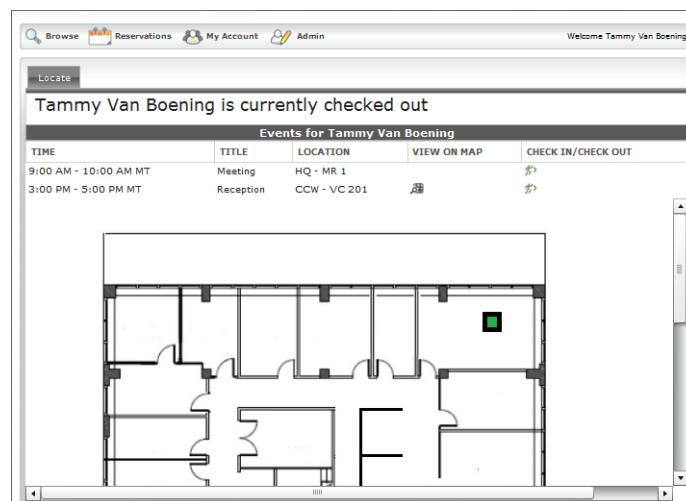 Browse Reservations My Account Admin Welcome Tammy Van Boening
Locate
Tammy Van Boening is currently checked out
Events for Tammy Van Boening
TIME TITLE LOCATION VIEW ON MAP CHECK IN/CHECK OUT
9:00 AM - 10:00 AM MT Meeting HQ - MR 1
3:00 PM - 5:00 PM MT Reception CCW - VC 201